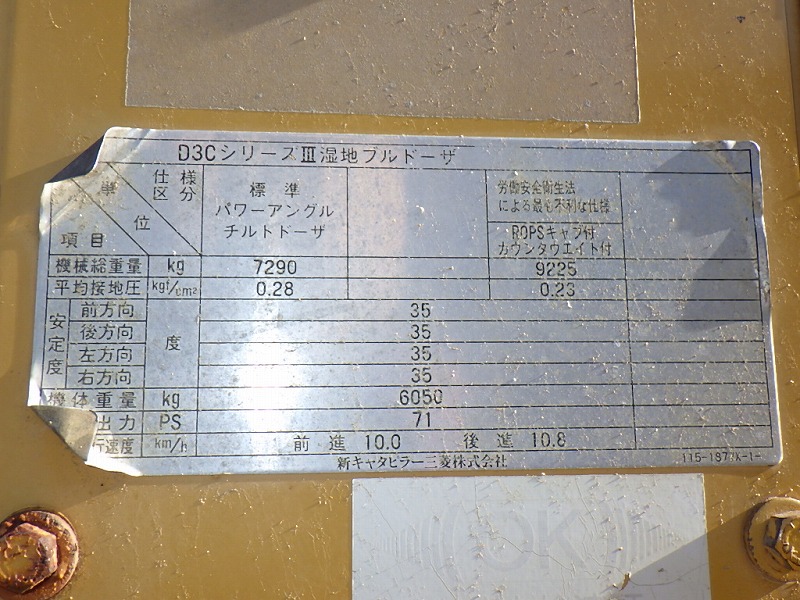 D3CシリーズⅢ湿地ブルドーザ
仕様区分
単位
項目
標準
パワーアングル
チルトドーザ
労働安全衛生法
による最も不利な仕様
ROPSキャブ付
カウンタウエイト付
機械総重量 kg 7290 9225
平均接地圧 kgf/cm² 0.28 0.23
安定度 度
前方向 35
後方向 35
左方向 35
右方向 35
機体重量 kg 6050
出力 PS 71
行速度 km/h 前進 10.0 後進 10.8
新キャタピラー三菱株式会社
OK